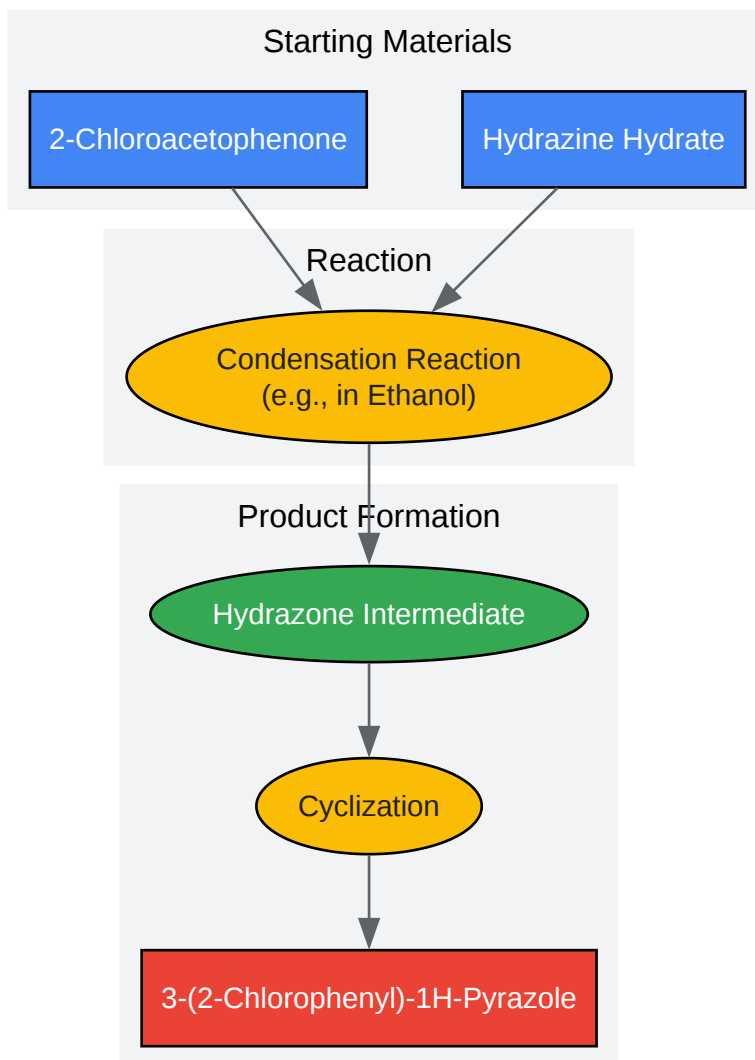 Starting Materials
2-Chloroacetophenone
Hydrazine Hydrate
Reaction
Condensation Reaction
(e.g., in Ethanol)
Product Formation
Hydrazone Intermediate
Cyclization
3-(2-Chlorophenyl)-1H-Pyrazole